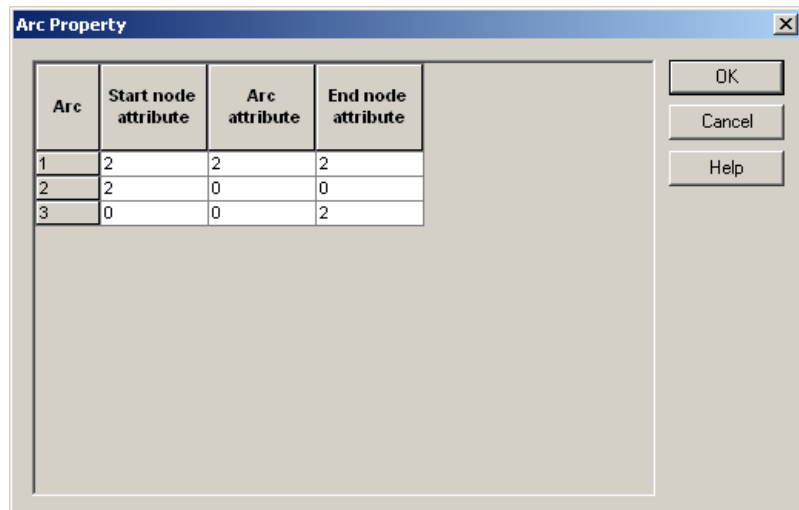 Arc Property
Arc Start node attribute Arc attribute End node attribute
1 2 2 2
2 2 0 0
3 0 0 2
OK
Cancel
Help